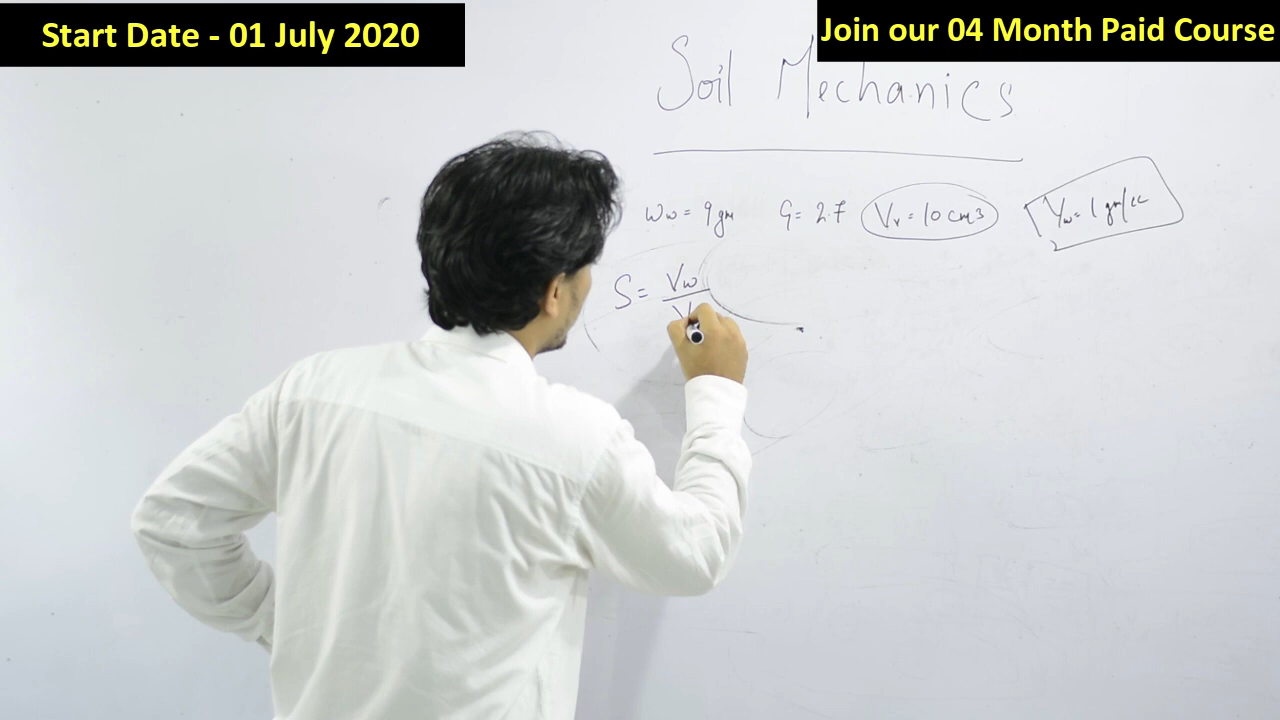 Start Date - 01 July 2020
Join our 04 Month Paid Course
Soil Mechanics
Ww = 9 gm G = 2.7 Vv = 10 cm3 γw = 1 gm/cc
S = Vw
V